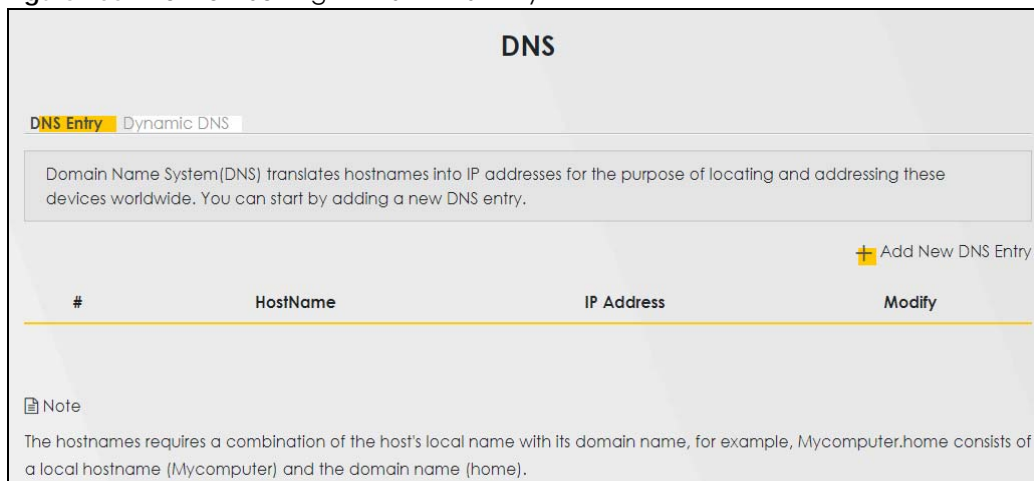 DNS
DNS Entry Dynamic DNS
Domain Name System(DNS) translates hostnames into IP addresses for the purpose of locating and addressing these
devices worldwide. You can start by adding a new DNS entry.
+ Add New DNS Entry
# HostName IP Address Modify
Note
The hostnames requires a combination of the host's local name with its domain name, for example, Mycomputer.home consists of
a local hostname (Mycomputer) and the domain name (home).